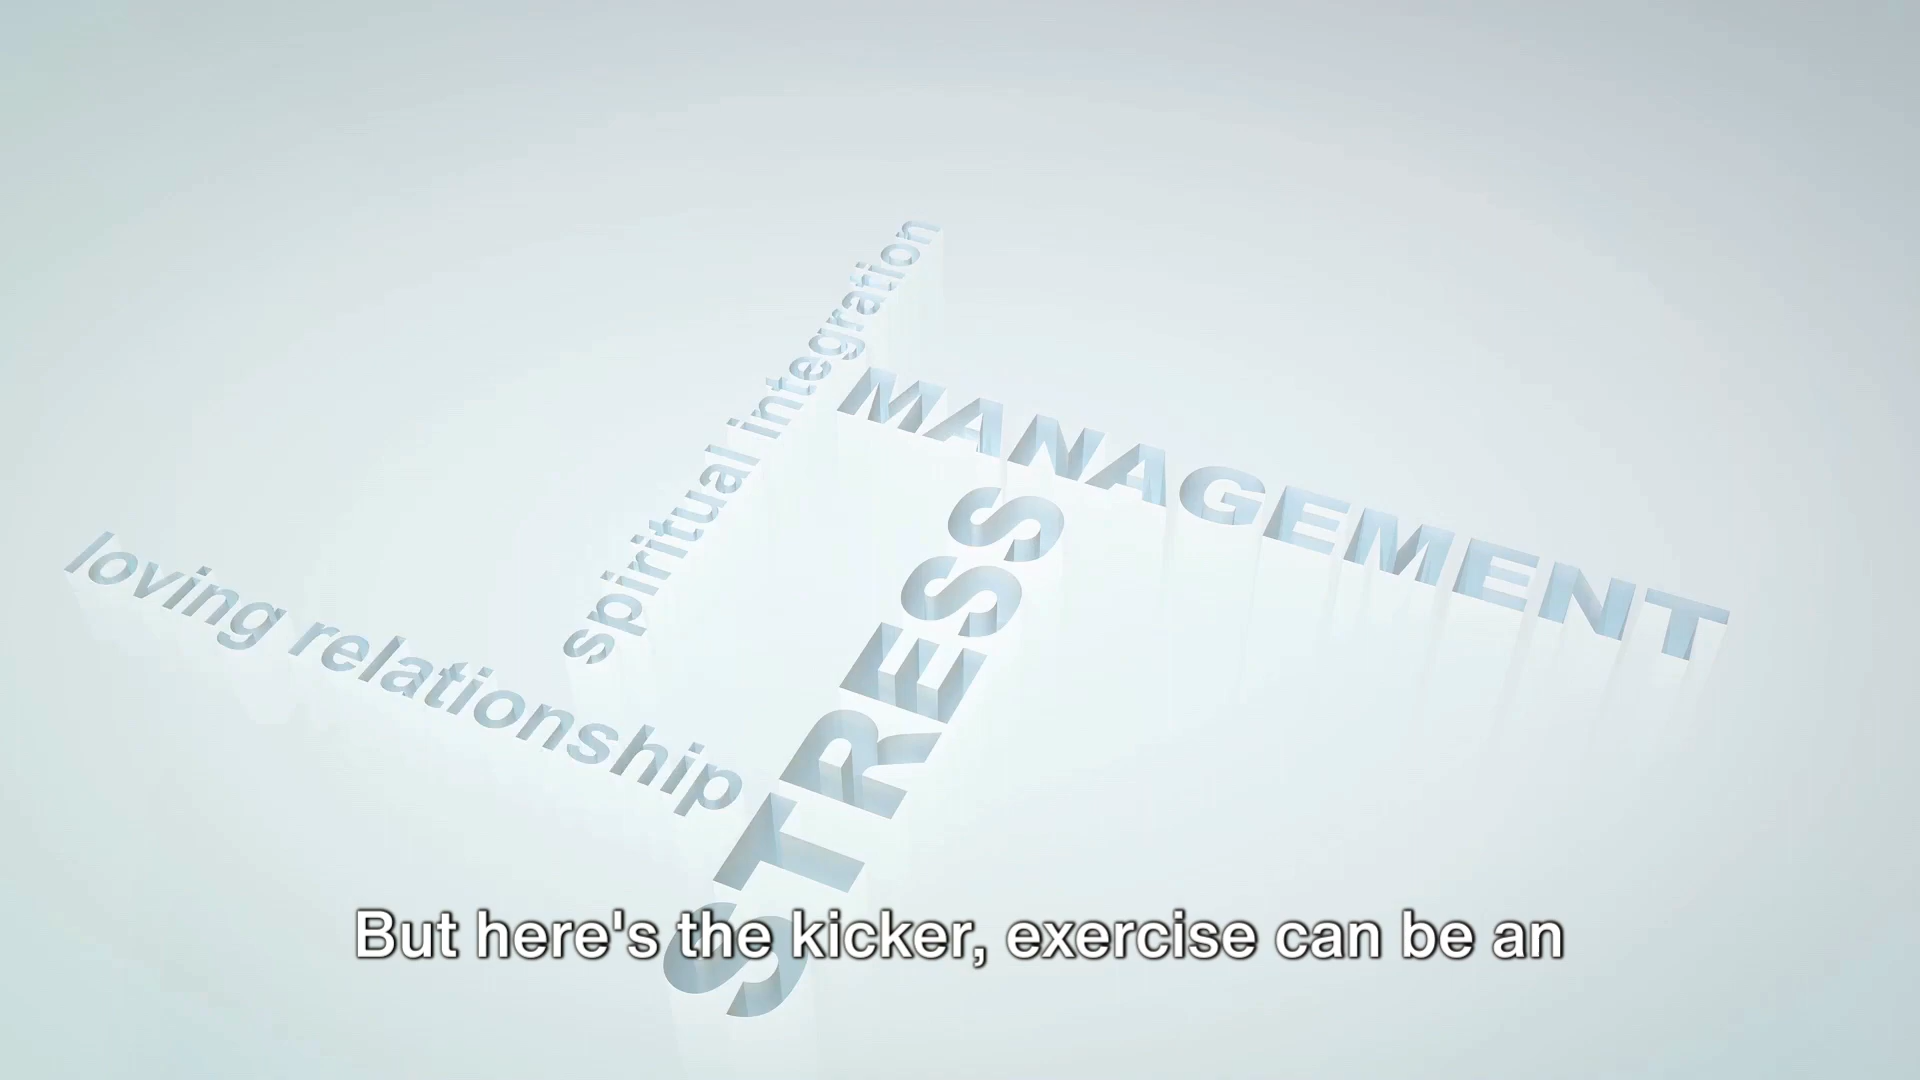 spiritual integration
MANAGEMENT
loving relationship
STRESS
But here's the kicker, exercise can be an